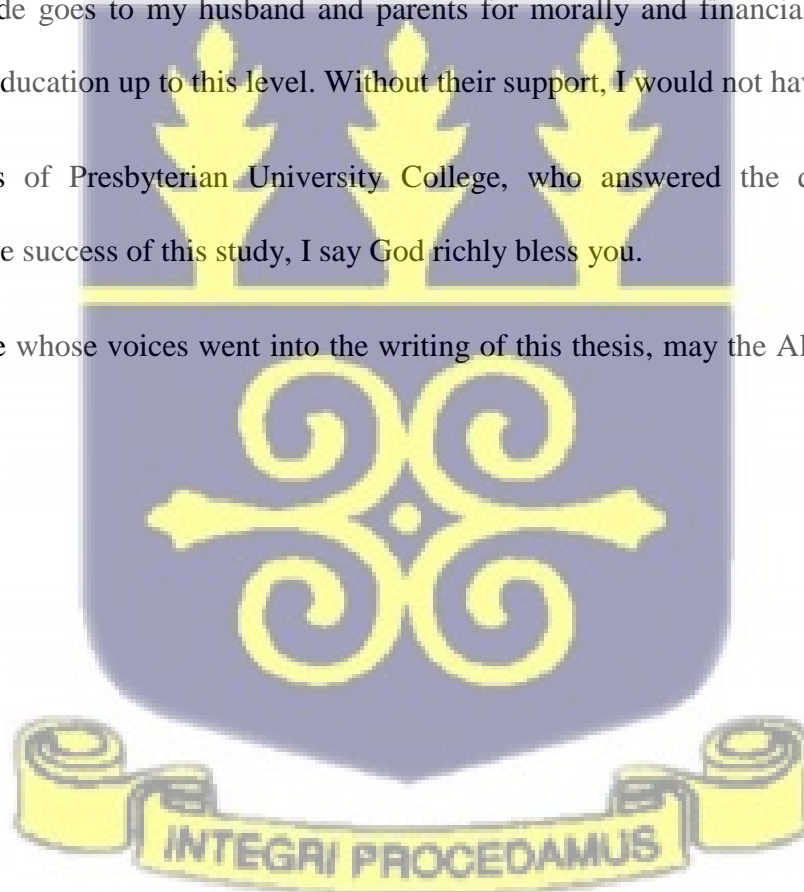 de goes to my husband and parents for morally and financial
ducation up to this level. Without their support, I would not hav
s of Presbyterian University College, who answered the
e success of this study, I say God richly bless you.
e whose voices went into the writing of this thesis, may the Al
INTEGRI PROCEDAMUS